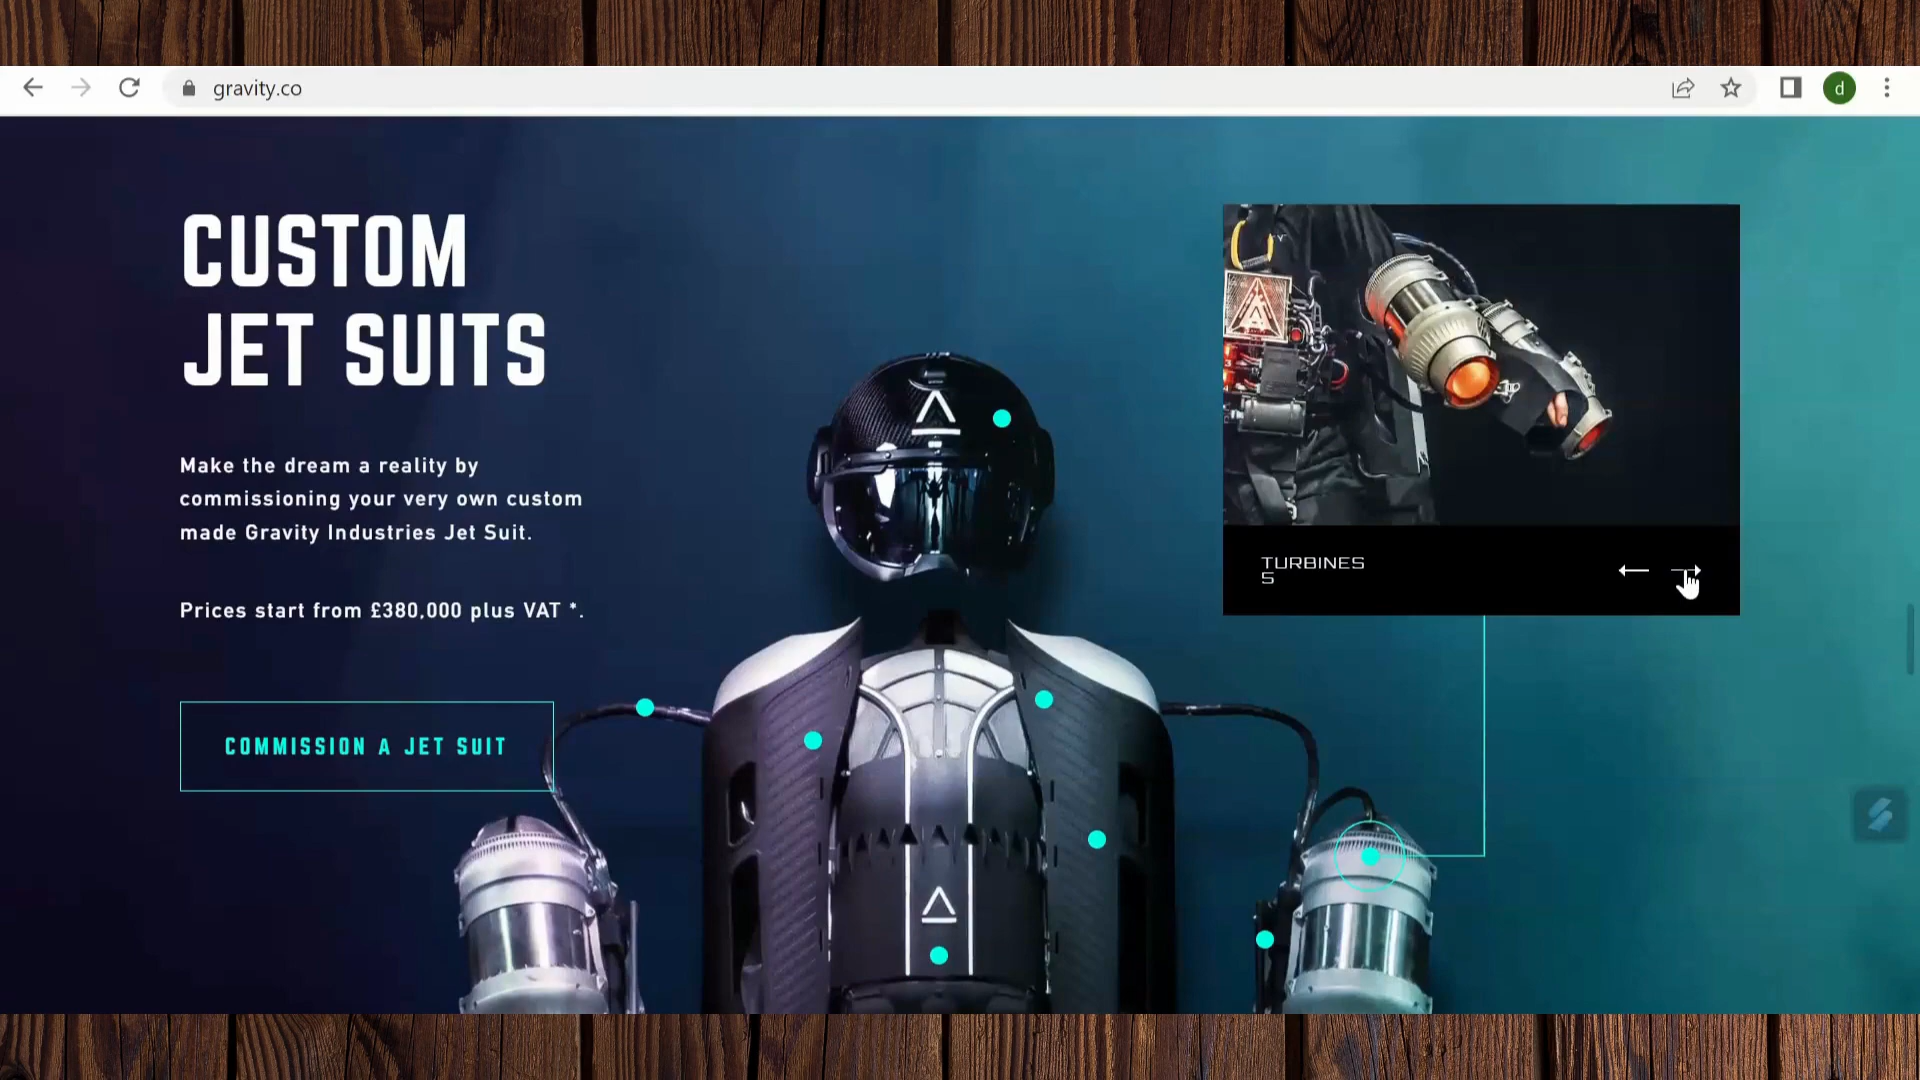 gravity.co
d
CUSTOM
JET SUITS
Make the dream a reality by
commissioning your very own custom
made Gravity Industries Jet Suit.
Prices start from £380,000 plus VAT *.
COMMISSION A JET SUIT
TURBINES
5